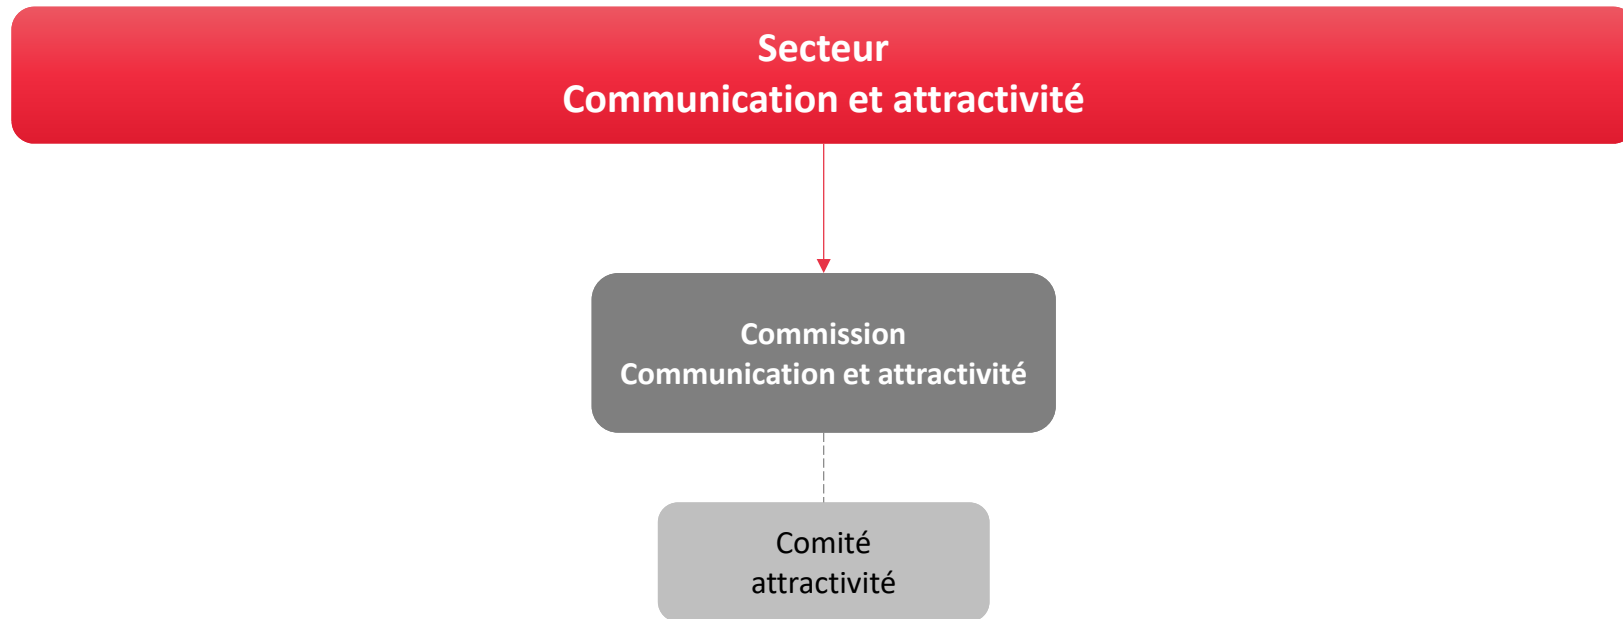 Secteur
Communication et attractivité
Commission
Communication et attractivité
Comité
attractivité